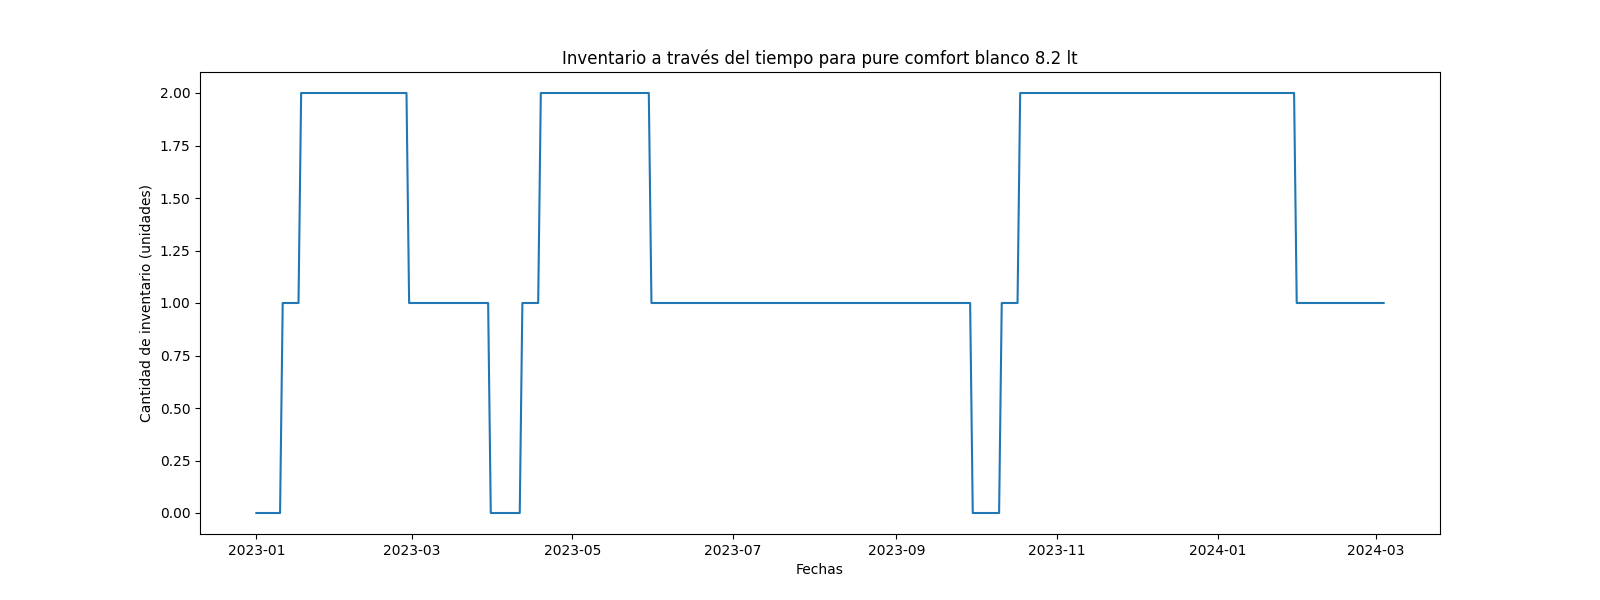 Inventario a través del tiempo para pure comfort blanco 8.2 lt
Cantidad de inventario (unidades)
2.00
1.75
1.50
1.25
1.00
0.75
0.50
0.25
0.00
2023-01 2023-03 2023-05 2023-07 2023-09 2023-11 2024-01 2024-03
Fechas